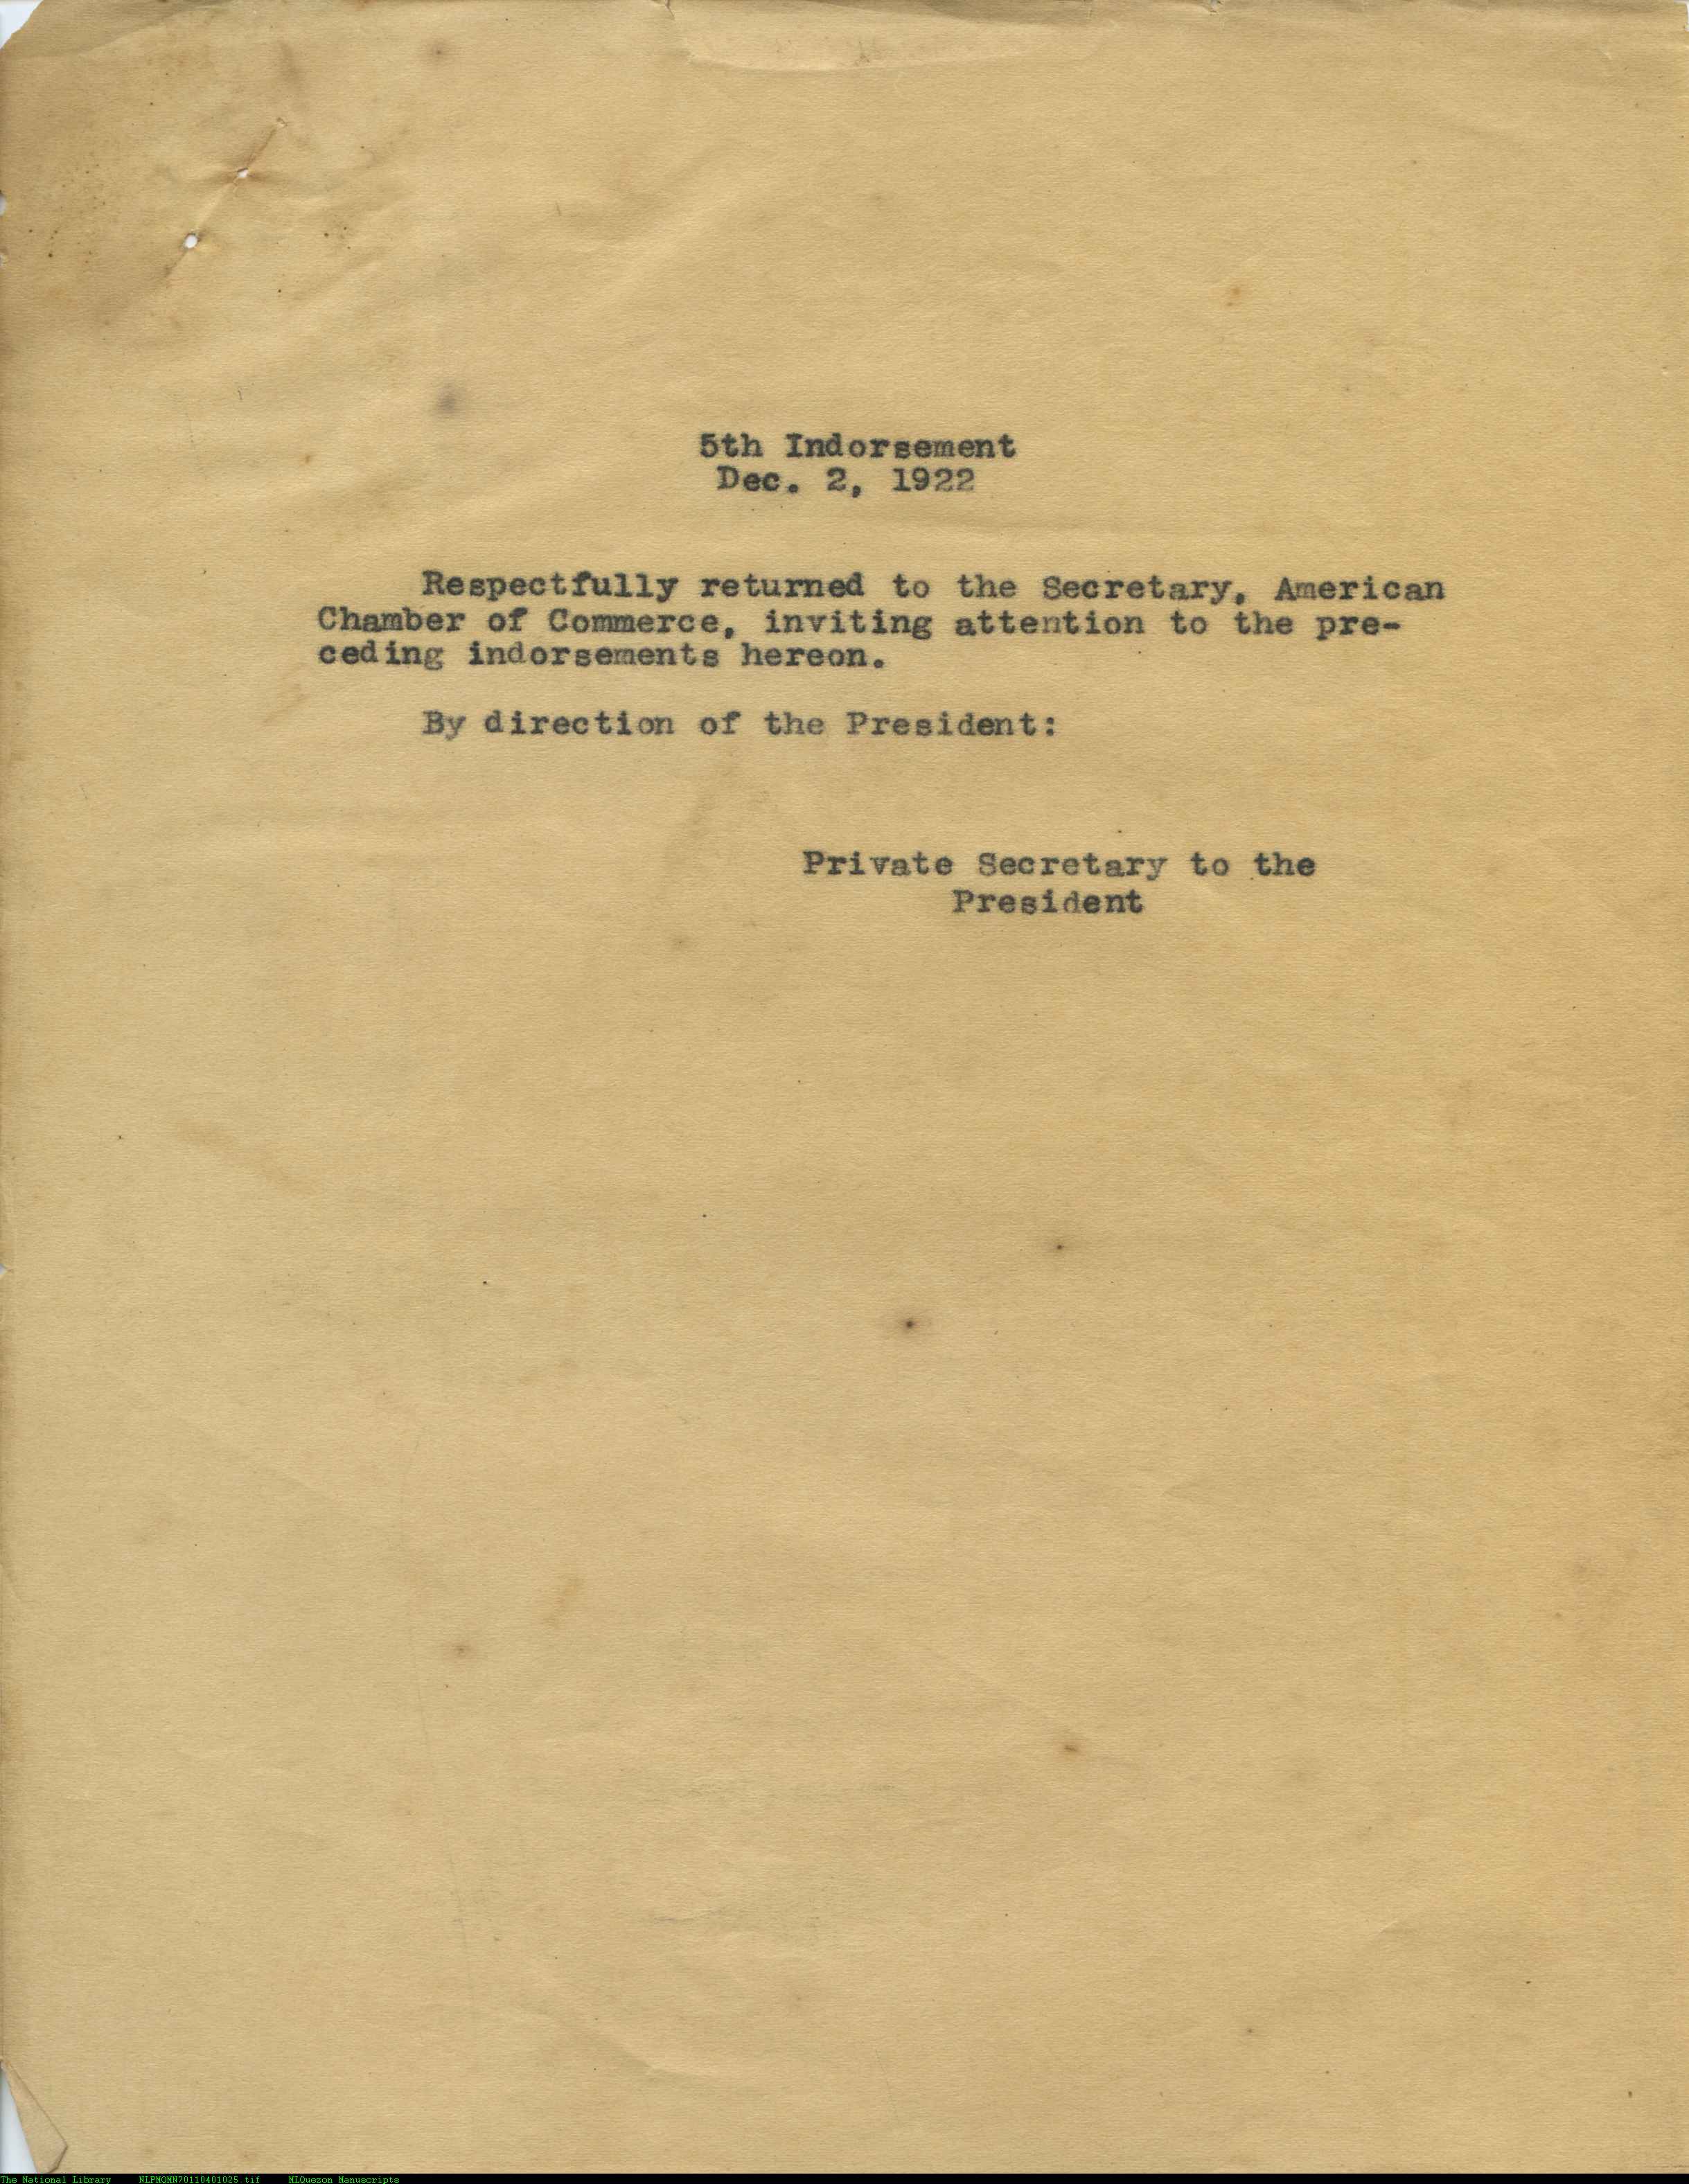 5th Indorsement
Dec. 2, 1922
Respectfully returned to the Secretary, American
Chamber of Commerce, inviting attention to the pre-
ceding indorsements hereon.
By direction of the President:
Private Secretary to the
President
The National Library NLPMQMN70110401025.tif MLQuezon Manuscripts